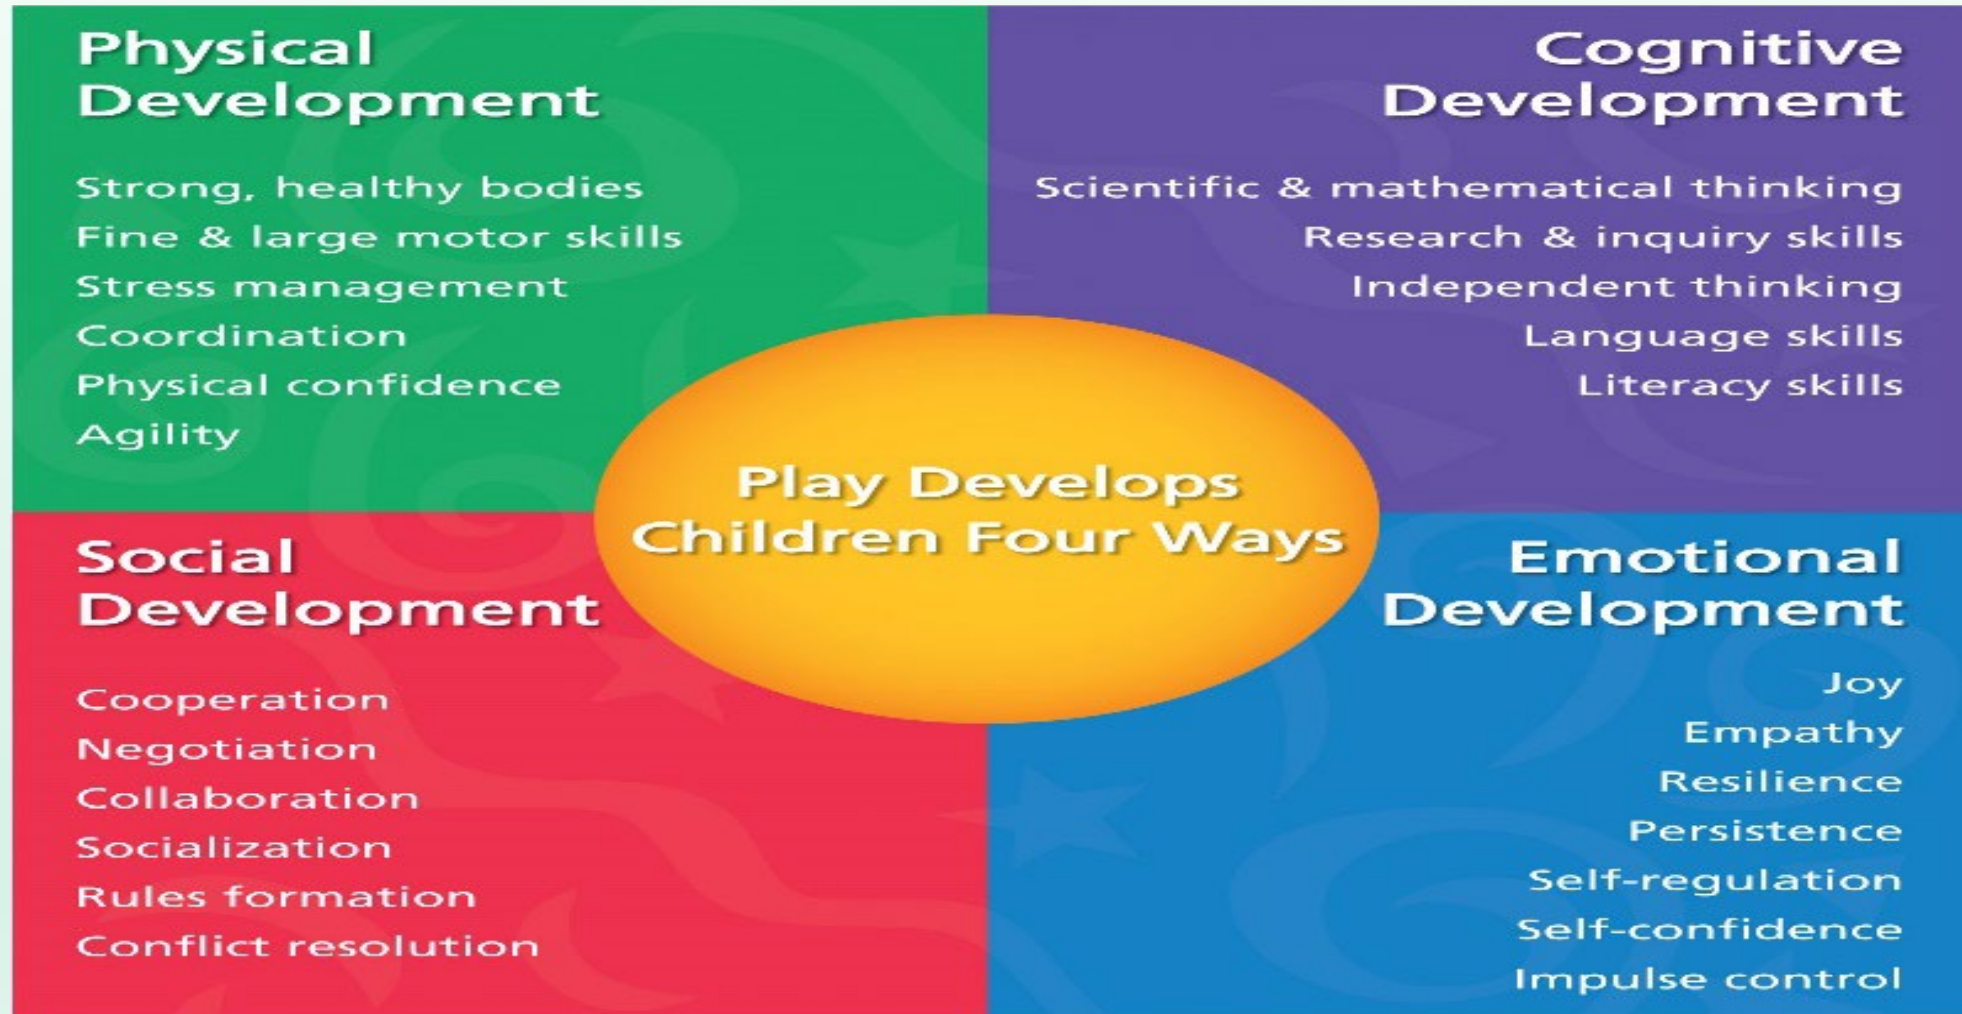 Physical
Development
Strong, healthy bodies
Fine & large motor skills
Stress management
Coordination
Physical confidence
Agility
Cognitive
Development
Scientific & mathematical thinking
Research & inquiry skills
Independent thinking
Language skills
Literacy skills
Play Develops
Children Four Ways
Social
Development
Cooperation
Negotiation
Collaboration
Socialization
Rules formation
Conflict resolution
Emotional
Development
Joy
Empathy
Resilience
Persistence
Self-regulation
Self-confidence
Impulse control